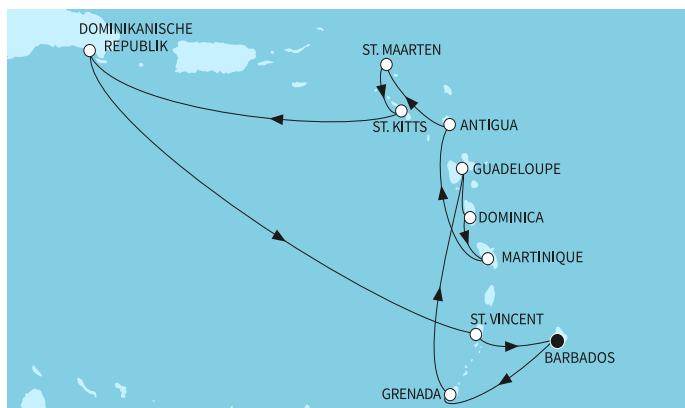 DOMINIKANISCHE
REPUBLIK
ST. MAARTEN
ST. KITTS
ANTIGUA
GUADELOUPE
DOMINICA
MARTINIQUE
ST. VINCENT
BARBADOS
GRENADA